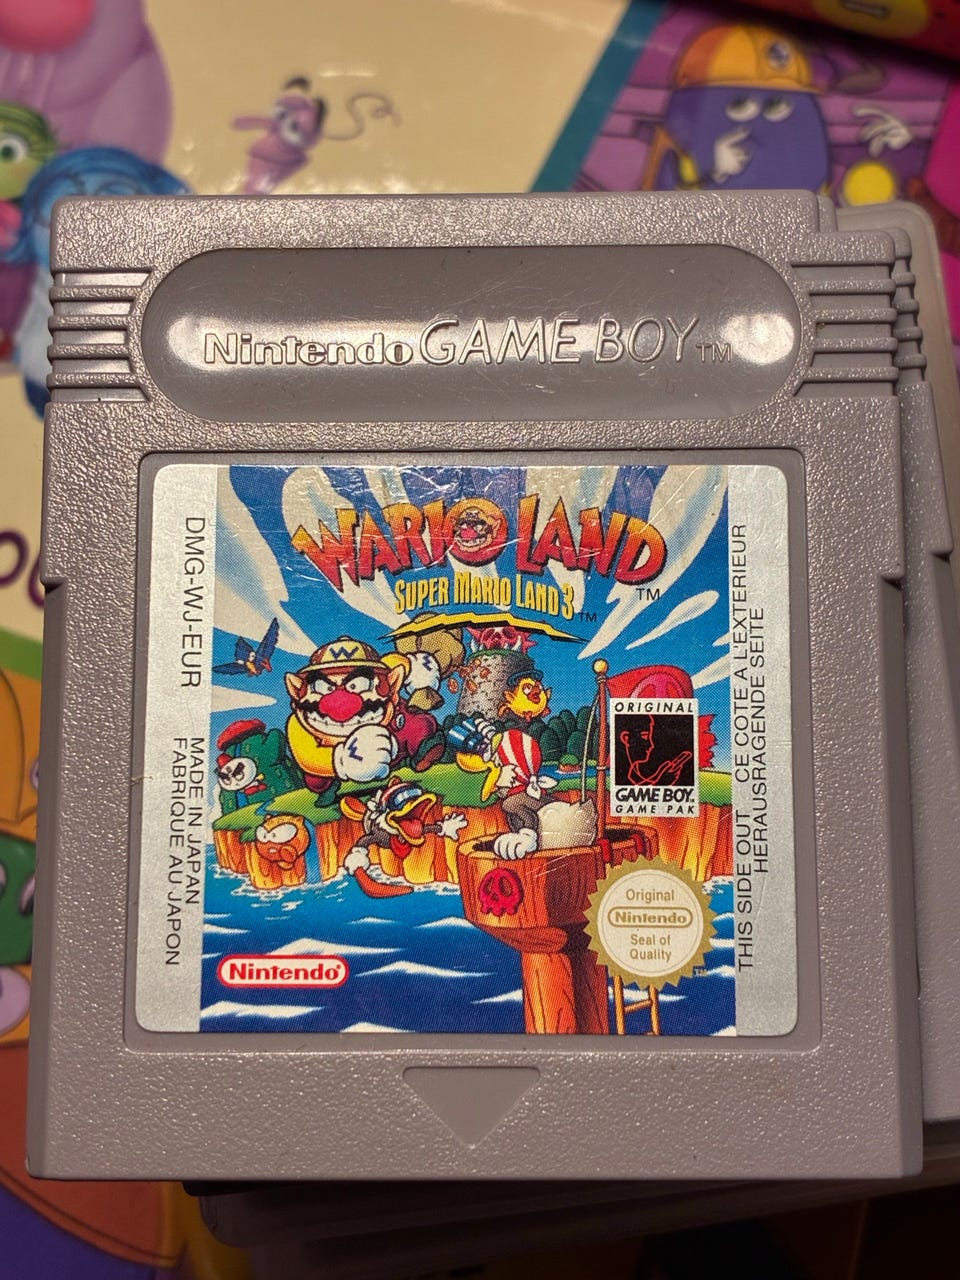 Nintendo GAME BOY TM
WARIO LAND TM
SUPER MARIO LAND 3 TM
W
DMG-WJ-EUR
MADE IN JAPAN
FABRIQUE AU JAPON
ORIGINAL
GAME BOY
GAME PAK
THIS SIDE OUT CE COTE A L'EXTERIEUR
HERAUSRAGENDE SEITE
Original
Nintendo
Seal of
Quality
TM
Nintendo®